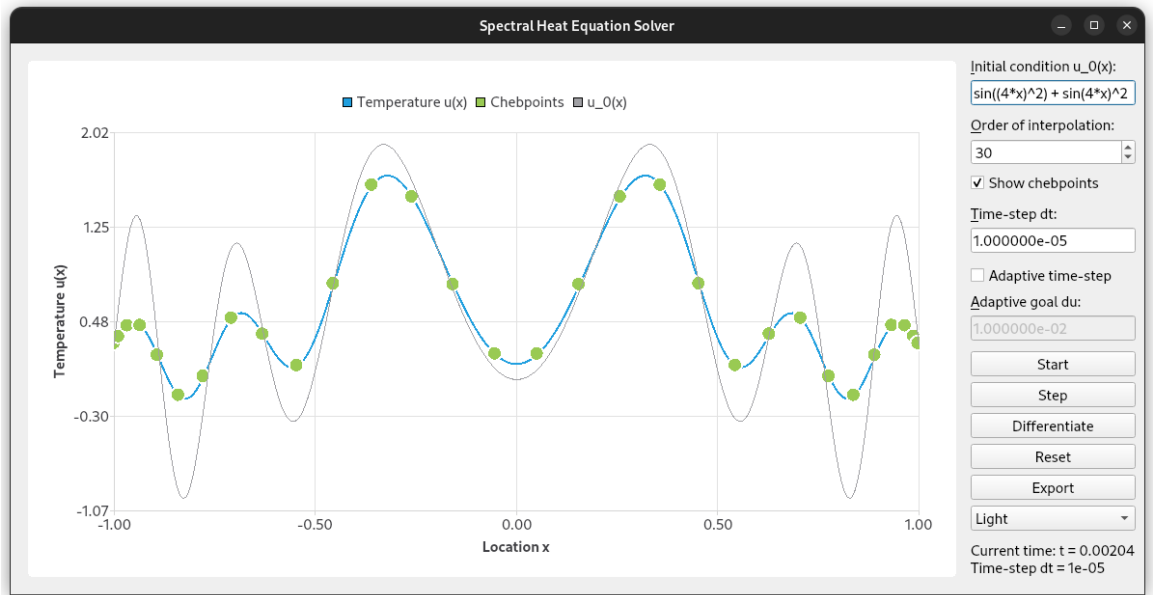 Spectral Heat Equation Solver
Temperature u(x) Chebpoints u_0(x)
2.02
1.25
0.48
-0.30
-1.07
Temperature u(x)
-1.00 -0.50 0.00 0.50 1.00
Location x
Initial condition u_0(x):
sin((4*x)^2) + sin(4*x)^2
Order of interpolation:
30
Show chebpoints
Time-step dt:
1.000000e-05
Adaptive time-step
Adaptive goal du:
1.000000e-02
Start
Step
Differentiate
Reset
Export
Light
Current time: t = 0.00204
Time-step dt = 1e-05